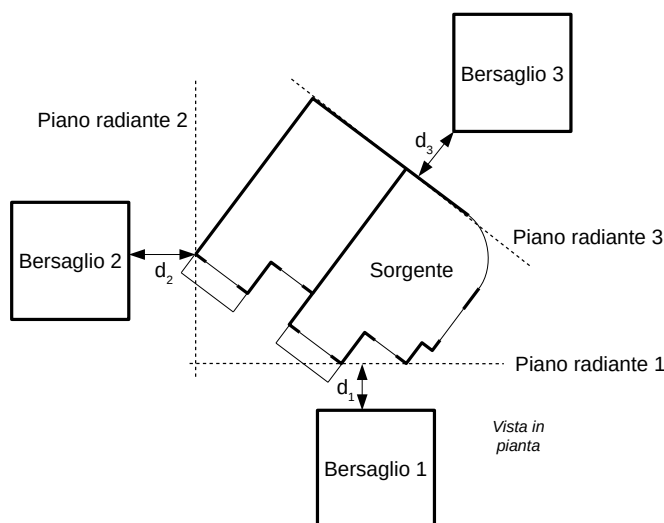 Bersaglio 3
Piano radiante 2
d3
Piano radiante 3
Bersaglio 2
d2
Sorgente
Piano radiante 1
d1
Vista in
pianta
Bersaglio 1